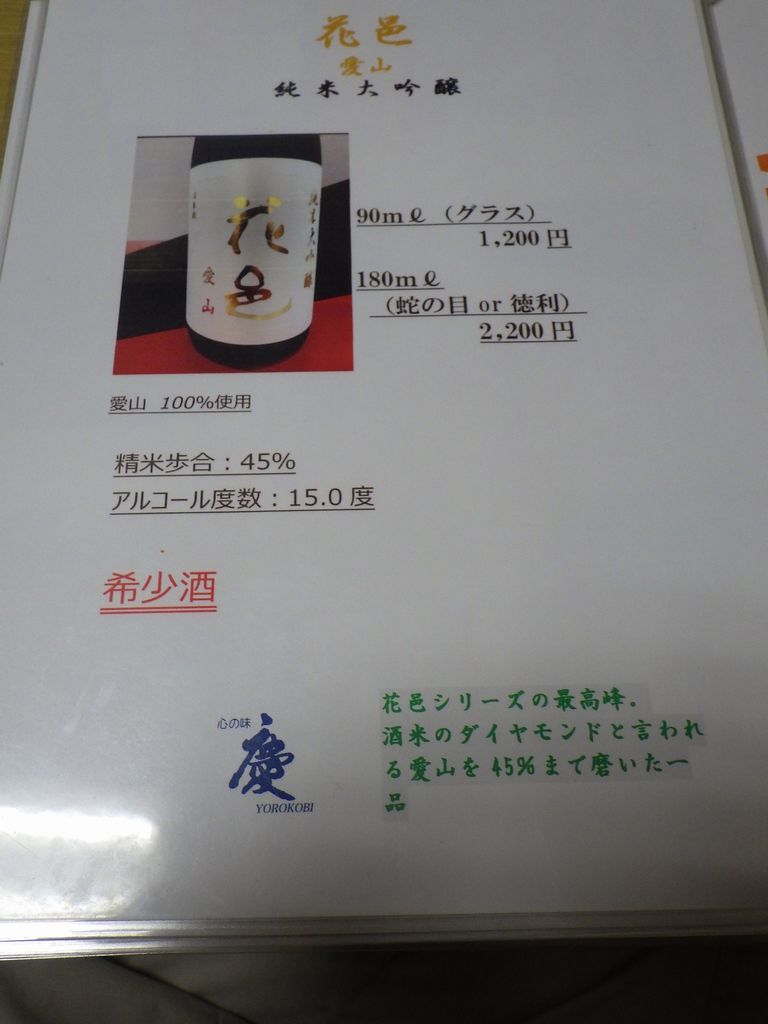 花邑
愛山
純米大吟醸
純米大吟醸
花邑
愛山
90mℓ（グラス）
1,200円
180mℓ
（蛇の目 or 徳利）
2,200円
愛山 100%使用
精米歩合：45%
アルコール度数：15.0度
希少酒
心の味
慶
YOROKOBI
花邑シリーズの最高峰。
酒米のダイヤモンドと言われ
る愛山を45%まで磨いた一
品